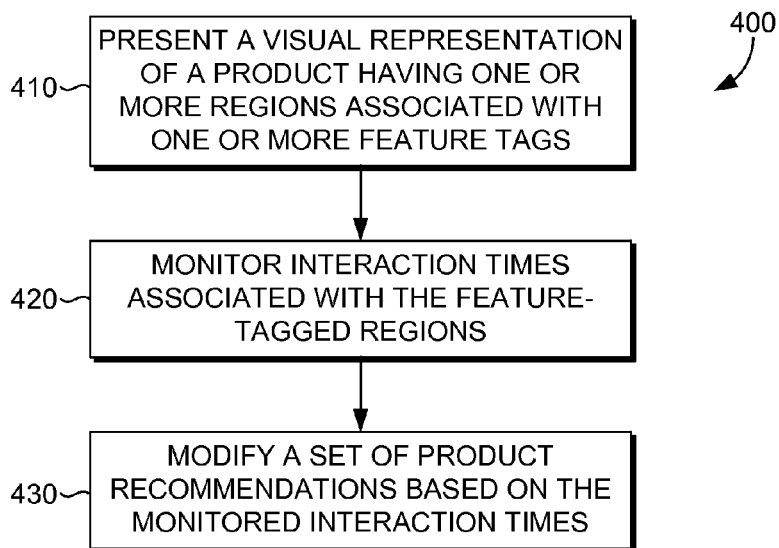 400
410
PRESENT A VISUAL REPRESENTATION
OF A PRODUCT HAVING ONE OR
MORE REGIONS ASSOCIATED WITH
ONE OR MORE FEATURE TAGS
420
MONITOR INTERACTION TIMES
ASSOCIATED WITH THE FEATURE-
TAGGED REGIONS
430
MODIFY A SET OF PRODUCT
RECOMMENDATIONS BASED ON THE
MONITORED INTERACTION TIMES